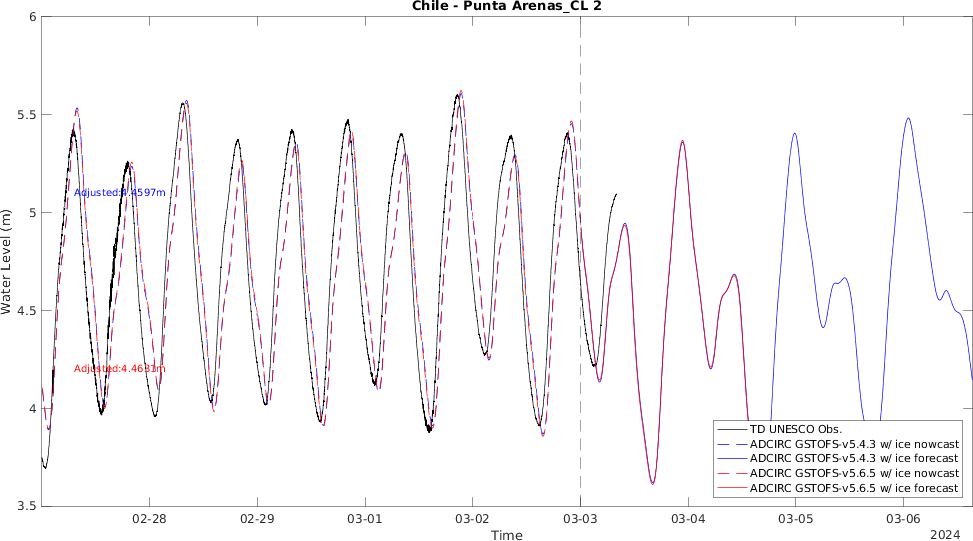 Chile - Punta Arenas_CL 2
6
5.5
5
4.5
4
3.5
Water Level (m)
Adjusted:4.4597m
Adjusted:4.4631m
TD UNESCO Obs.
ADCIRC GSTOFS-v5.4.3 w/ ice nowcast
ADCIRC GSTOFS-v5.4.3 w/ ice forecast
ADCIRC GSTOFS-v5.6.5 w/ ice nowcast
ADCIRC GSTOFS-v5.6.5 w/ ice forecast
02-28 02-29 03-01 03-02 03-03 03-04 03-05 03-06
Time
2024